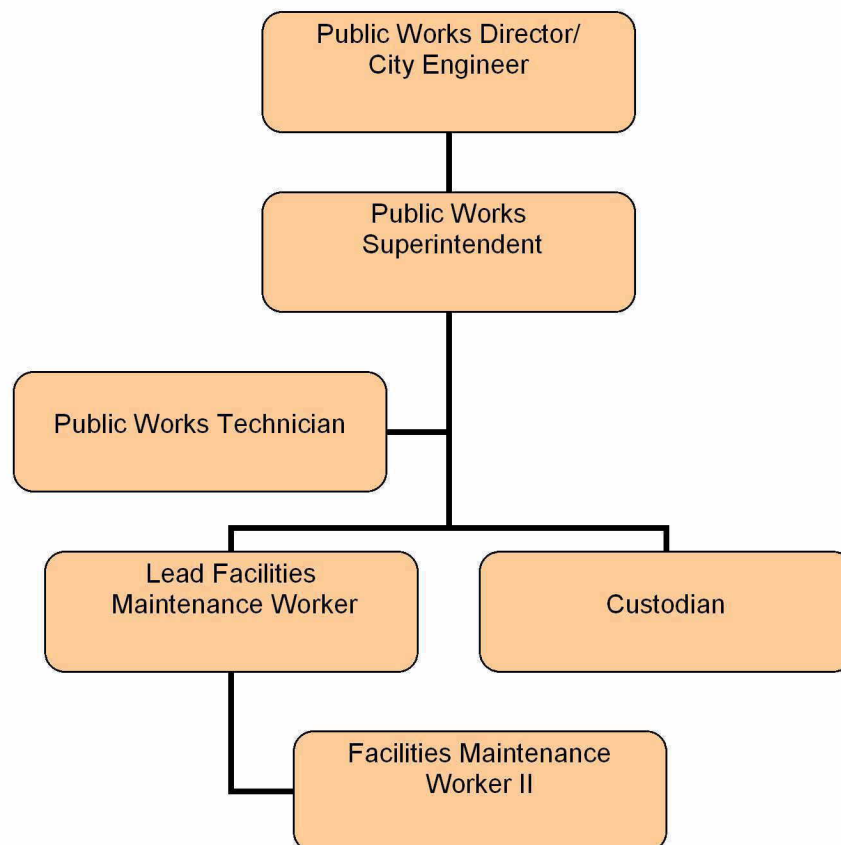 Public Works Director/
City Engineer
Public Works
Superintendent
Public Works Technician
Lead Facilities
Maintenance Worker
Custodian
Facilities Maintenance
Worker II